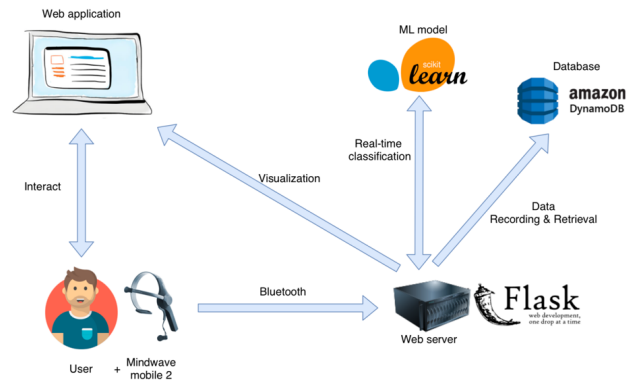 Web application
ML model
scikit
learn
Database
amazon
DynamoDB
Real-time
classification
Interact
Visualization
Data
Recording & Retrieval
Bluetooth
Flask
web development,
one drop at a time
Web server
User + Mindwave
mobile 2